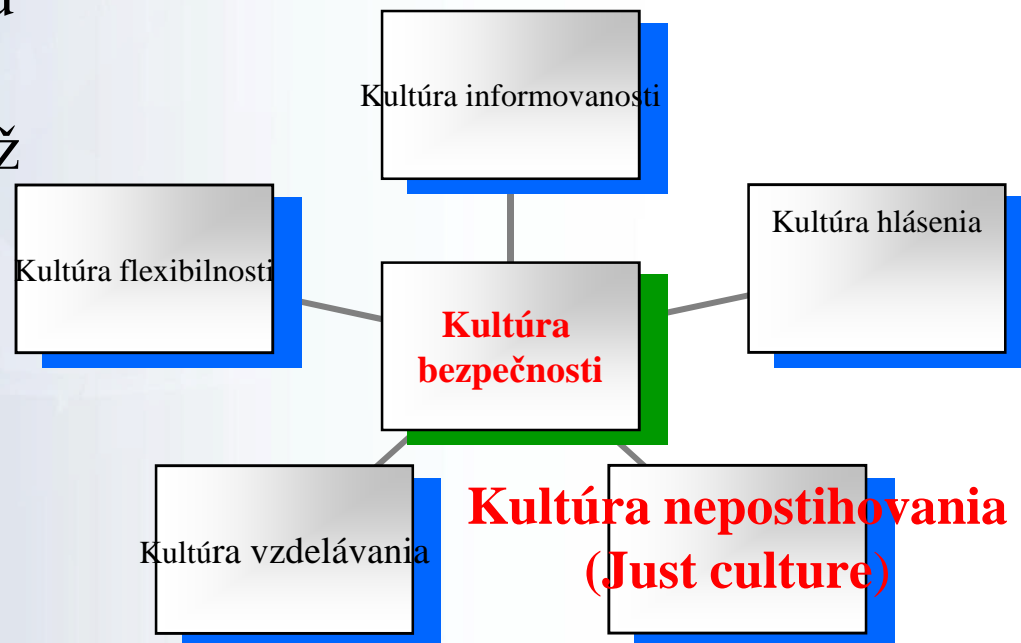 Kultúra informovanosti
ž
Kultúra flexibilnosti
Kultúra hlásenia
Kultúra
bezpečnosti
Kultúra vzdelávania
Kultúra nepostihovania
(Just culture)